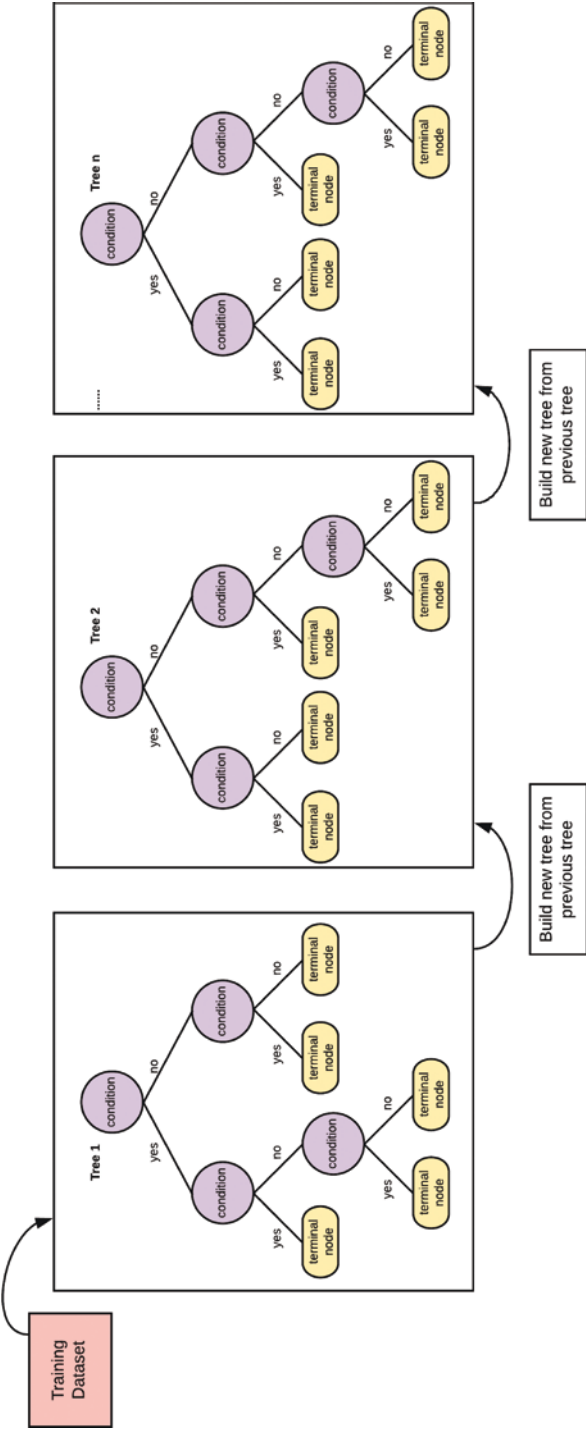 Training
Dataset
Tree 1
condition
yes
no
condition
condition
yes
no
yes
no
terminal
node
condition
terminal
node
terminal
node
yes
no
terminal
node
terminal
node
Build new tree from
previous tree
Tree 2
condition
yes
no
condition
condition
yes
no
yes
no
terminal
node
terminal
node
terminal
node
condition
yes
no
terminal
node
terminal
node
Build new tree from
previous tree
......
Tree n
condition
yes
no
condition
condition
yes
no
yes
no
terminal
node
terminal
node
terminal
node
condition
yes
no
terminal
node
terminal
node